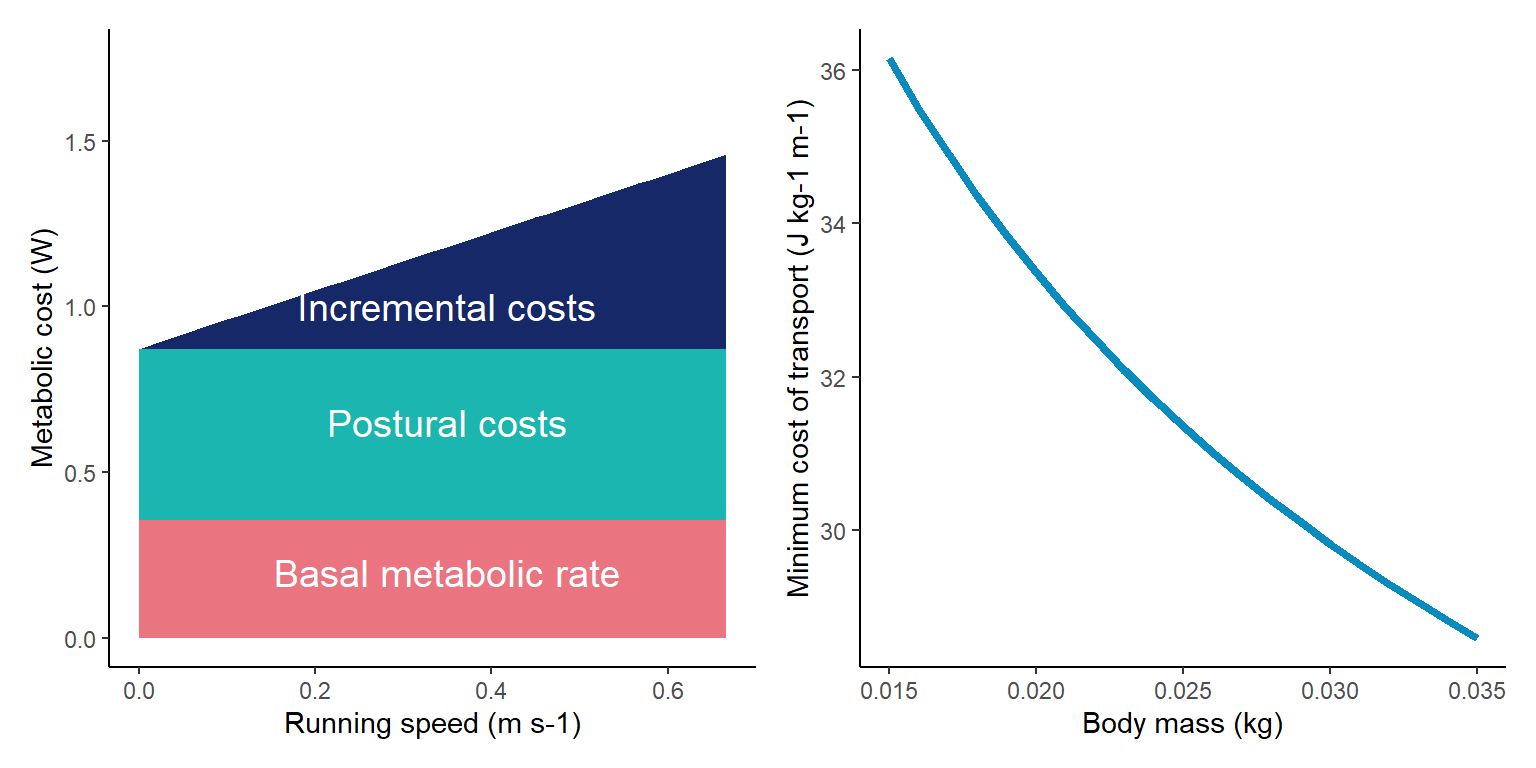 Metabolic cost (W)
1.5
1.0
0.5
0.0
Incremental costs
Postural costs
Basal metabolic rate
0.0 0.2 0.4 0.6
Running speed (m s-1)
Minimum cost of transport (J kg-1 m-1)
36
34
32
30
0.015 0.020 0.025 0.030 0.035
Body mass (kg)